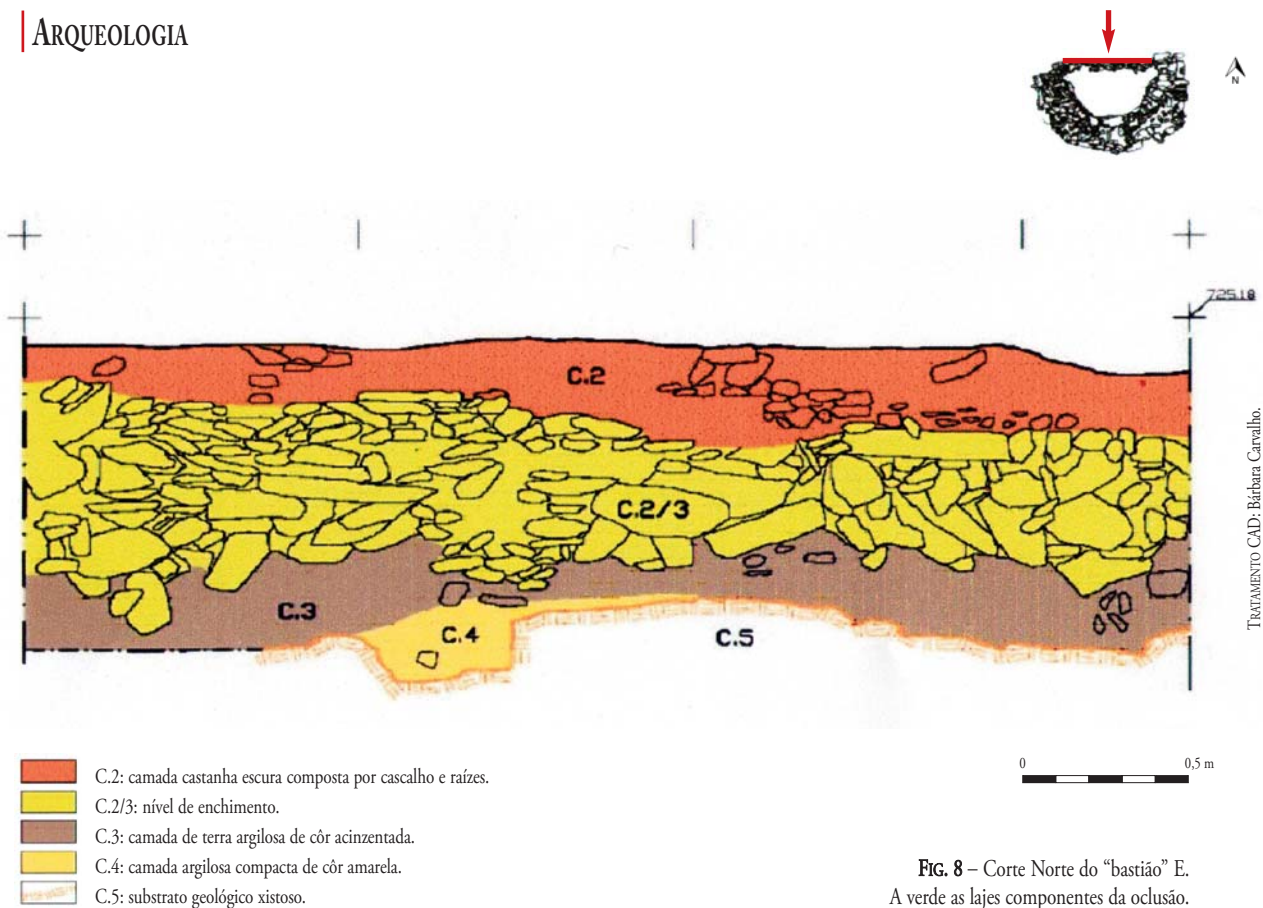 ARQUEOLOGIA
N
725.18
C.2
C.2/3
C.3
C.4
C.5
TRATAMENTO CAD: Bárbara Carvalho.
C.2: camada castanha escura composta por cascalho e raízes.
C.2/3: nível de enchimento.
C.3: camada de terra argilosa de côr acinzentada.
C.4: camada argilosa compacta de côr amarela.
C.5: substrato geológico xistoso.
0 0,5 m
FIG. 8 – Corte Norte do “bastião” E.
A verde as lajes componentes da oclusão.